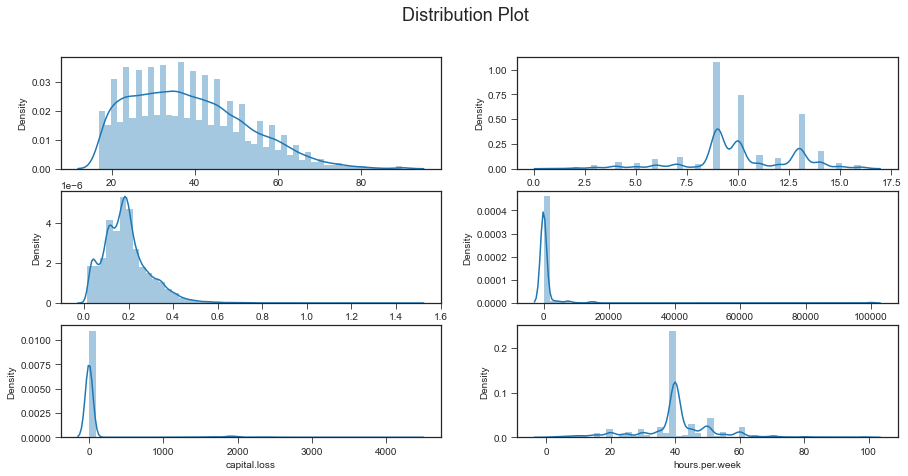 Distribution Plot
0.03
0.02
0.01
0.00
Density
20 40 60 80
1.00
0.75
0.50
0.25
0.00
Density
0.0 2.5 5.0 7.5 10.0 12.5 15.0 17.5
1e−6
4
2
0
Density
0.0 0.2 0.4 0.6 0.8 1.0 1.2 1.4 1.6
0.0004
0.0003
0.0002
0.0001
0.0000
Density
0 20000 40000 60000 80000 100000
0.0100
0.0075
0.0050
0.0025
0.0000
Density
0 1000 2000 3000 4000
capital.loss
0.2
0.1
0.0
Density
0 20 40 60 80 100
hours.per.week